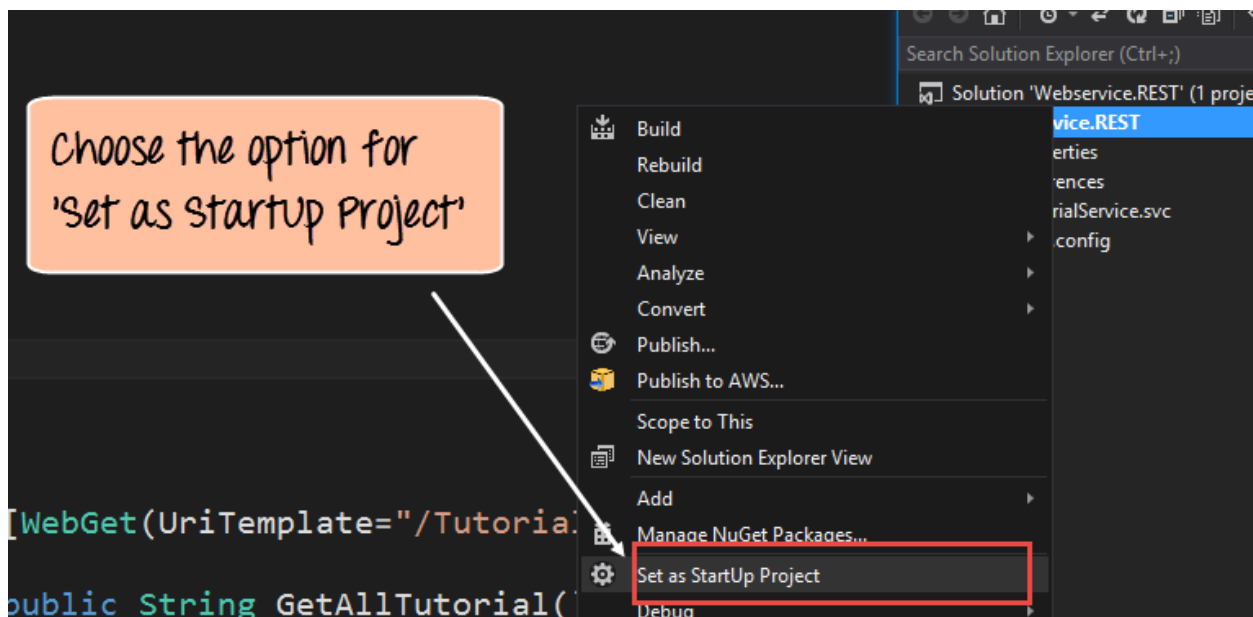 Search Solution Explorer (Ctrl+;)
Solution 'Webservice.REST' (1 proje
vice.REST
erties
rences
rialService.svc
.config
Choose the option for
'Set as StartUp Project'
Build
Rebuild
Clean
View
Analyze
Convert
Publish...
Publish to AWS...
Scope to This
New Solution Explorer View
Add
Manage NuGet Packages...
Set as StartUp Project
Debug
[WebGet(UriTemplate="/Tutorial
public String GetAllTutorial(